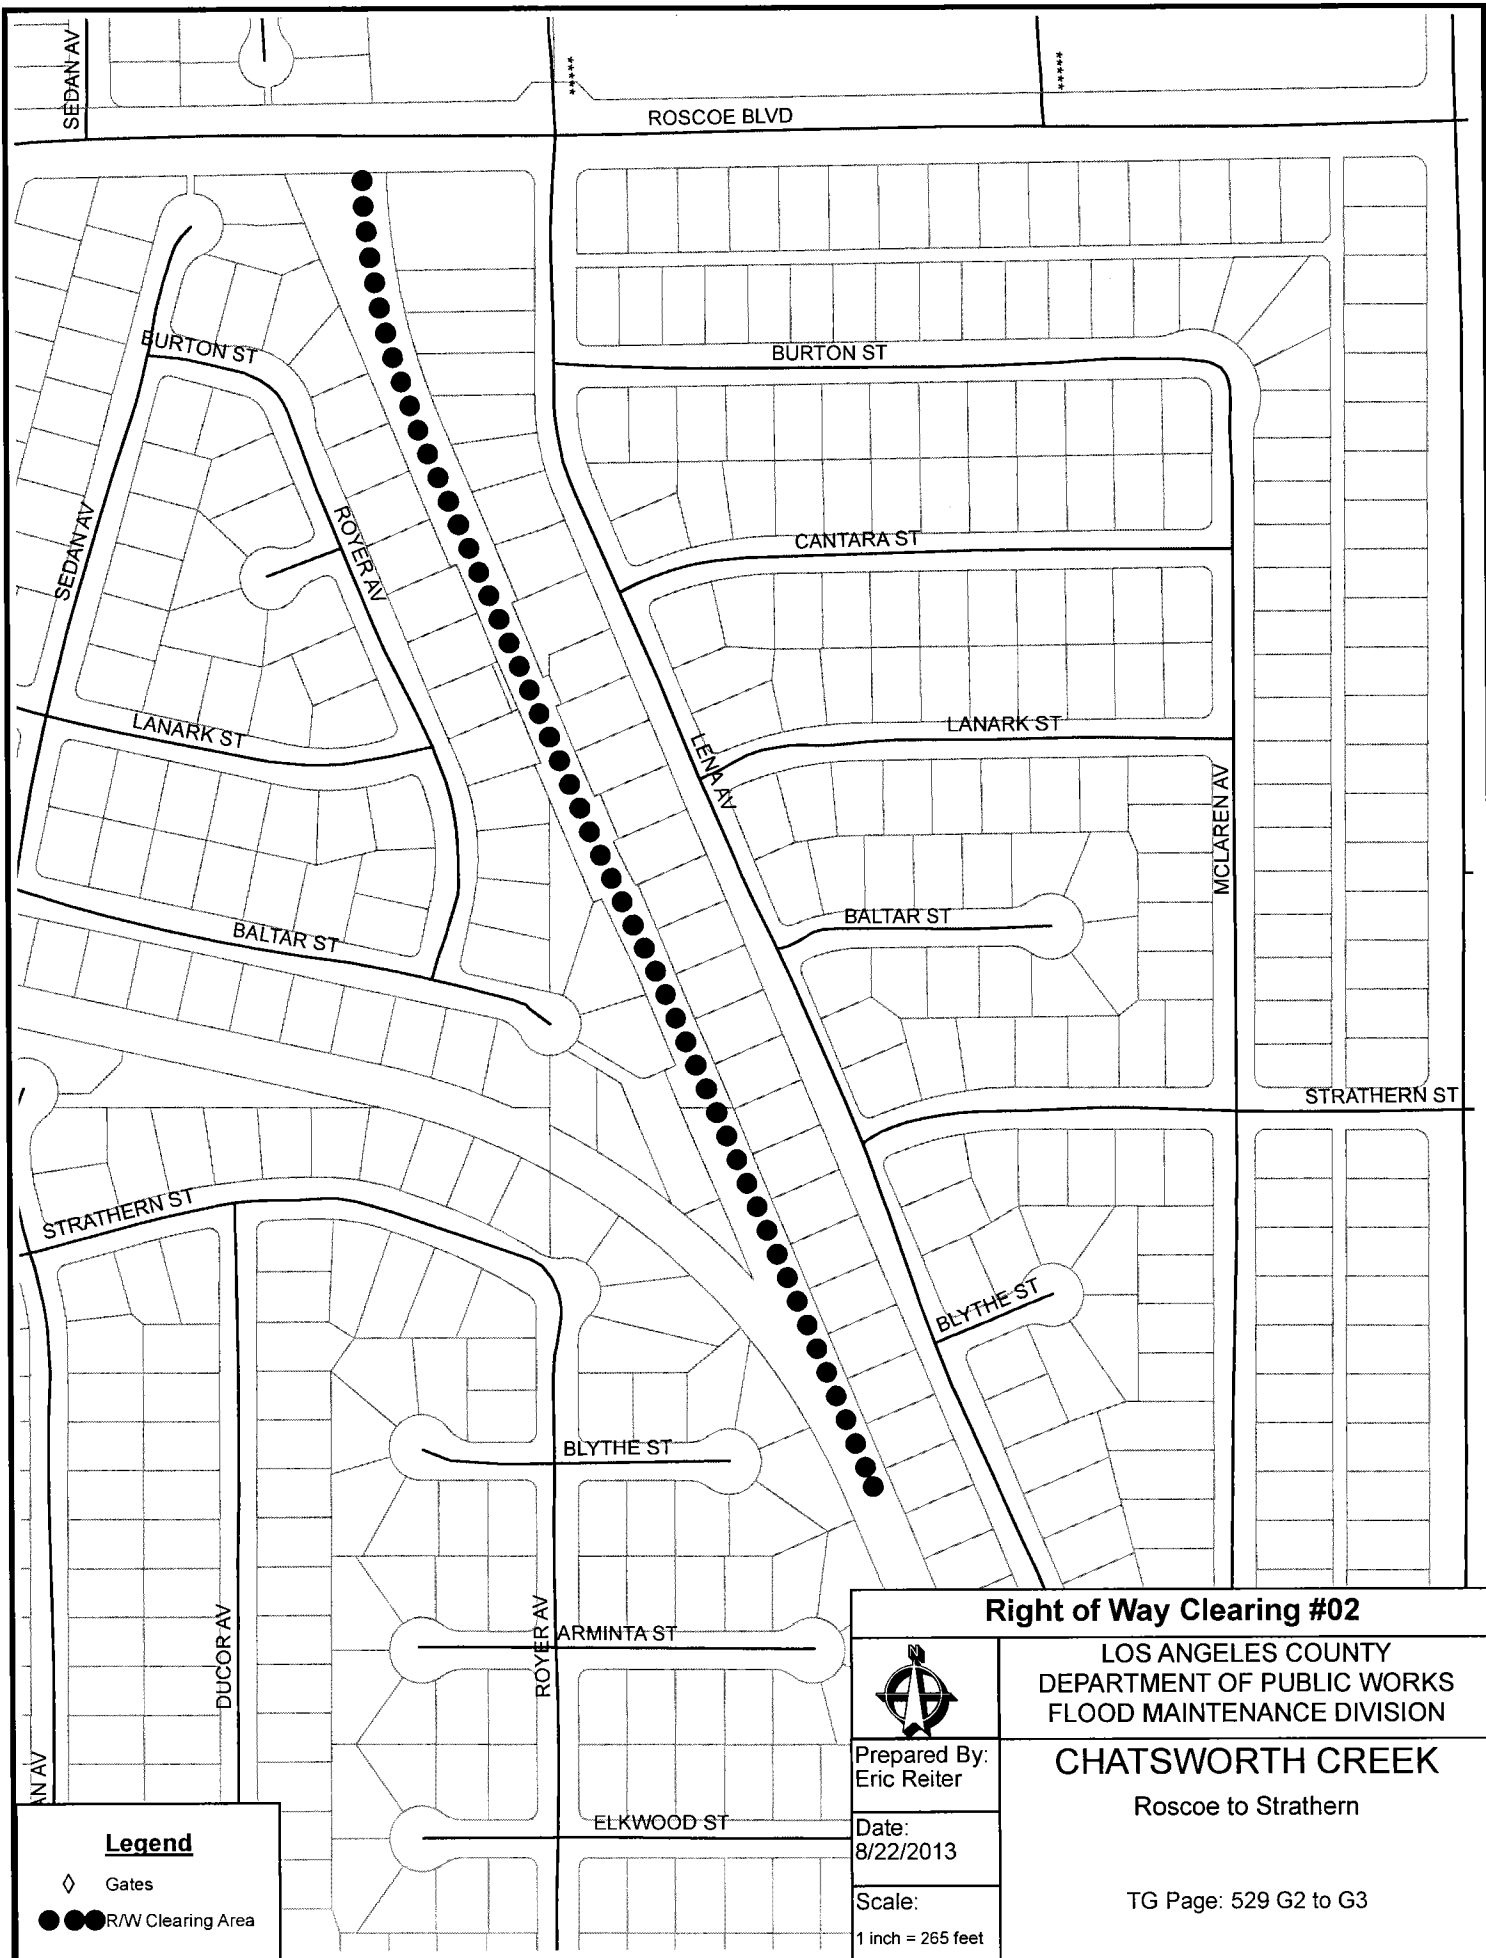 SEDAN AV
*****
*****
ROSCOE BLVD
BURTON ST
BURTON ST
SEDAN AV
ROYER AV
CANTARA ST
LANARK ST
LENA AV
LANARK ST
MCLAREN AV
BALTAR ST
BALTAR ST
STRATHERN ST
STRATHERN ST
BLYTHE ST
BLYTHE ST
DUCOR AV
ROYER AV
ARMINTA ST
AN AV
ELKWOOD ST
Legend
Gates
R/W Clearing Area
Right of Way Clearing #02
N
LOS ANGELES COUNTY
DEPARTMENT OF PUBLIC WORKS
FLOOD MAINTENANCE DIVISION
Prepared By:
Eric Reiter
CHATSWORTH CREEK
Roscoe to Strathern
Date:
8/22/2013
TG Page: 529 G2 to G3
Scale:
1 inch = 265 feet